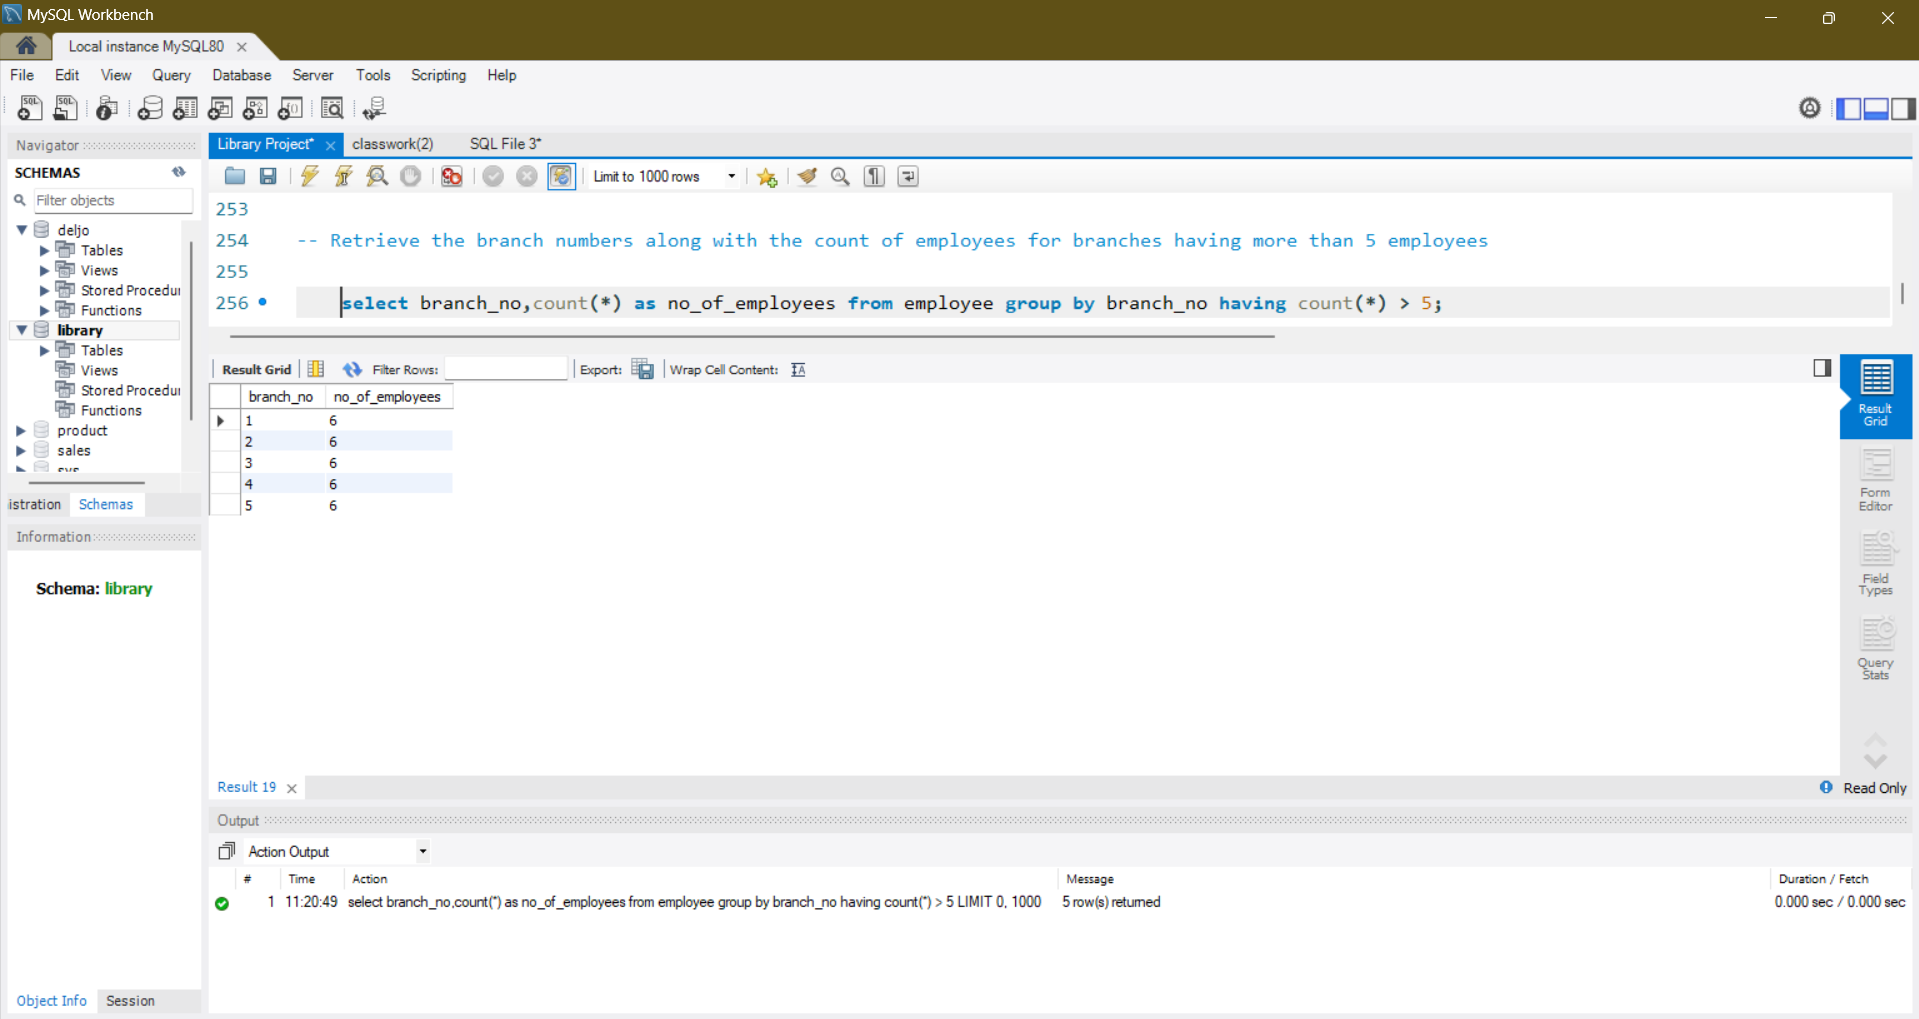 MySQL Workbench
Local instance MySQL80
File Edit View Query Database Server Tools Scripting Help
Navigator
Library Project* classwork(2) SQL File 3*
SCHEMAS
Limit to 1000 rows
Filter objects
deljo
Tables
Views
Stored Procedu
Functions
library
Tables
Views
Stored Procedu
Functions
product
sales
sys
istration Schemas
Information
Schema: library
Object Info Session
253
254 -- Retrieve the branch numbers along with the count of employees for branches having more than 5 employees
255
256 select branch_no,count(*) as no_of_employees from employee group by branch_no having count(*) > 5;
Result Grid Filter Rows: Export: Wrap Cell Content:
branch_no no_of_employees
1 6
2 6
3 6
4 6
5 6
Result Grid
Form Editor
Field Types
Query Stats
Result 19 Read Only
Output
Action Output
# Time Action Message Duration / Fetch
1 11:20:49 select branch_no,count(*) as no_of_employees from employee group by branch_no having count(*) > 5 LIMIT 0, 1000 5 row(s) returned 0.000 sec / 0.000 sec